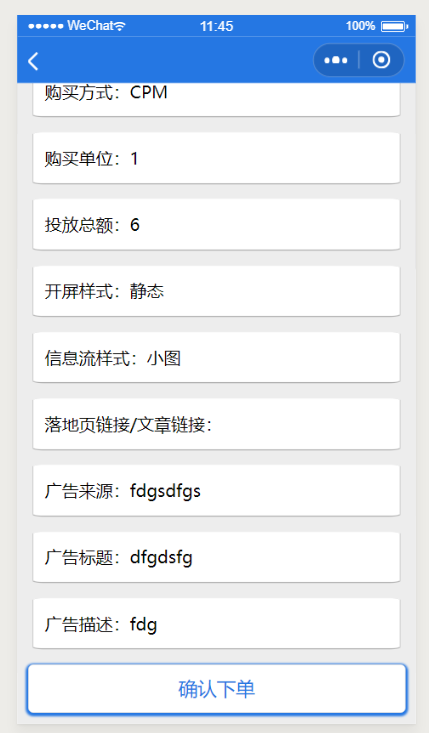 WeChat
11:45
100%
购买方式：CPM
购买单位：1
投放总额：6
开屏样式：静态
信息流样式：小图
落地页链接/文章链接：
广告来源：fdgsdfgs
广告标题：dfgdsfg
广告描述：fdg
确认下单